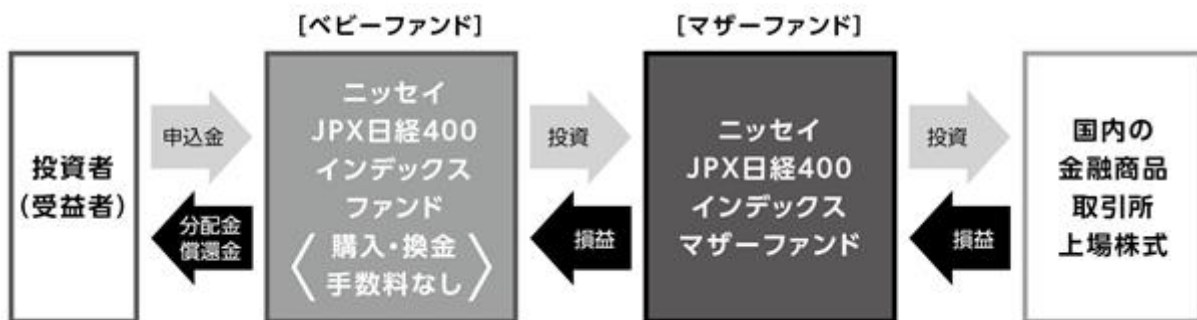 [ベビーファンド]
[マザーファンド]
投資者
(受益者)
申込金
分配金
償還金
ニッセイ
JPX日経400
インデックス
ファンド
〈購入・換金
手数料なし〉
投資
損益
ニッセイ
JPX日経400
インデックス
マザーファンド
投資
損益
国内の
金融商品
取引所
上場株式